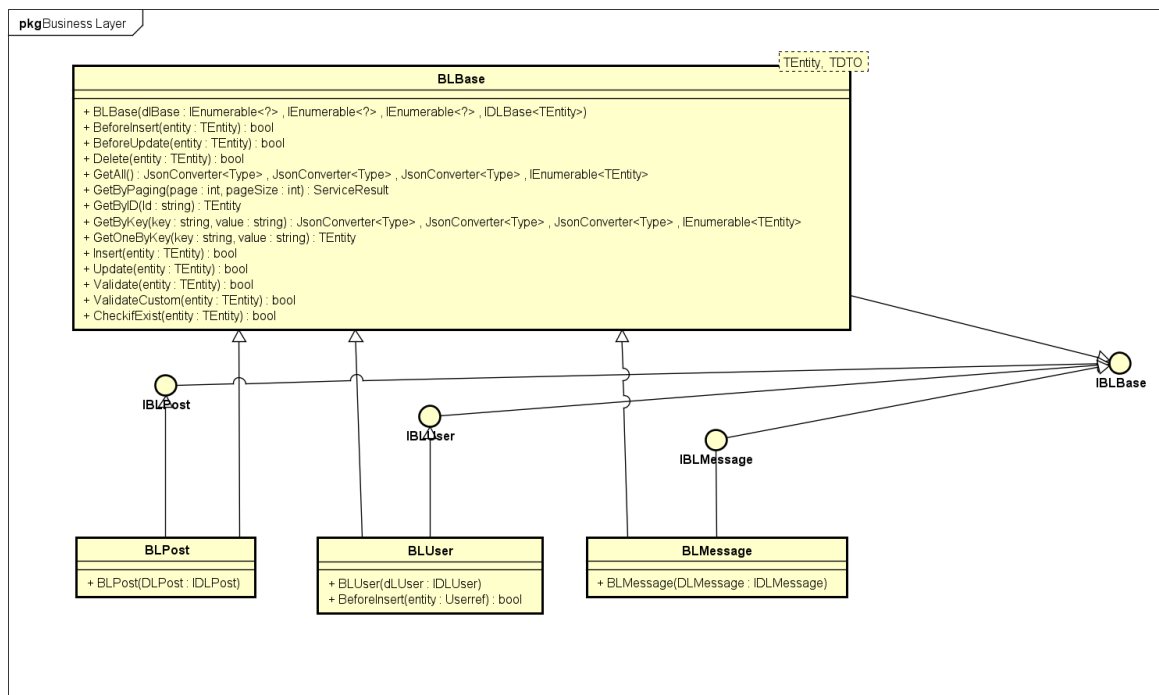 pkg Business Layer
TEntity, TDTO
BLBase
+ BLBase(dlBase : IEnumerable<?> , IEnumerable<?> , IEnumerable<?> , IDLBase<TEntity>)
+ BeforeInsert(entity : TEntity) : bool
+ BeforeUpdate(entity : TEntity) : bool
+ Delete(entity : TEntity) : bool
+ GetAll() : JsonConverter<Type> , JsonConverter<Type> , JsonConverter<Type> , IEnumerable<TEntity>
+ GetByPaging(page : int, pageSize : int) : ServiceResult
+ GetByID(Id : string) : TEntity
+ GetByKey(key : string, value : string) : JsonConverter<Type> , JsonConverter<Type> , JsonConverter<Type> , IEnumerable<TEntity>
+ GetOneByKey(key : string, value : string) : TEntity
+ Insert(entity : TEntity) : bool
+ Update(entity : TEntity) : bool
+ Validate(entity : TEntity) : bool
+ ValidateCustom(entity : TEntity) : bool
+ CheckifExist(entity : TEntity) : bool
IBLBase
IBLPost
IBLUser
IBLMessage
BLPost
+ BLPost(DLPost : IDLPost)
BLUser
+ BLUser(dLUser : IDLUser)
+ BeforeInsert(entity : Userref) : bool
BLMessage
+ BLMessage(DLMessage : IDLMessage)